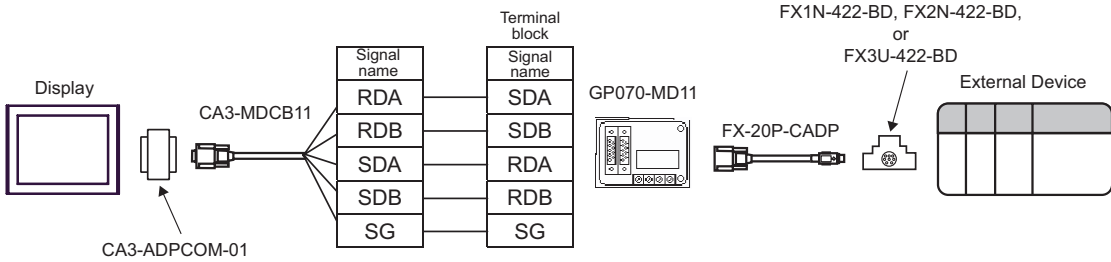 FX1N-422-BD, FX2N-422-BD,
or
FX3U-422-BD
Display
CA3-MDCB11
Terminal
block
Signal
name
Signal
name
RDA
SDA
RDB
SDB
SDA
RDA
SDB
RDB
SG
SG
GP070-MD11
FX-20P-CADP
External Device
CA3-ADPCOM-01